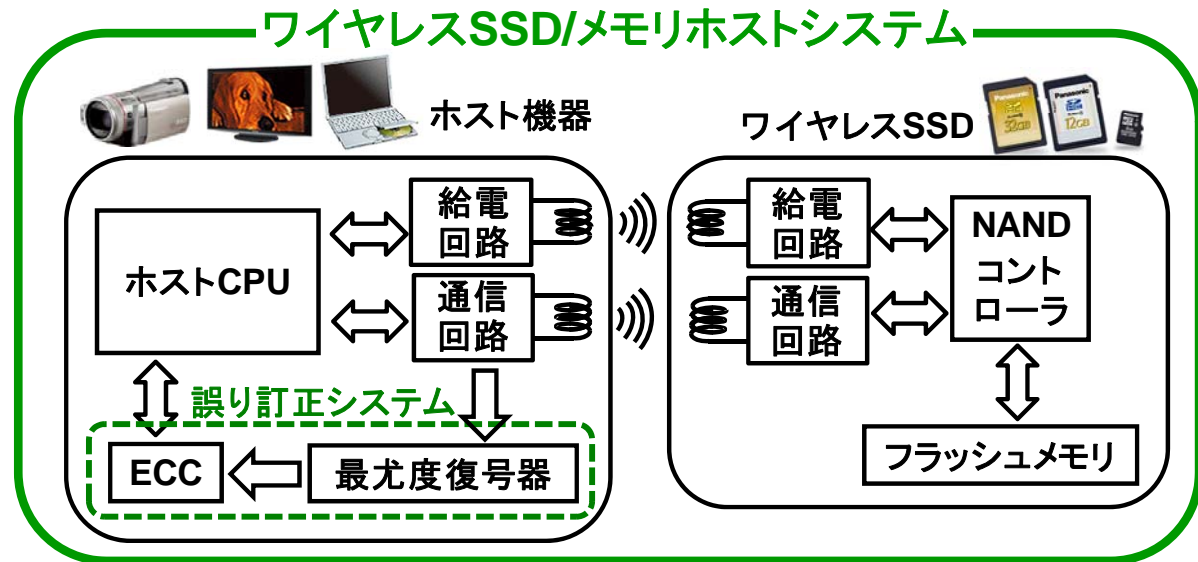 ワイヤレスSSD/メモリホストシステム
ホスト機器
ワイヤレスSSD
Panasonic
32GB
Panasonic
12GB
ホストCPU
給電
回路
通信
回路
給電
回路
通信
回路
NAND
コント
ローラ
誤り訂正システム
ECC
最尤度復号器
フラッシュメモリ